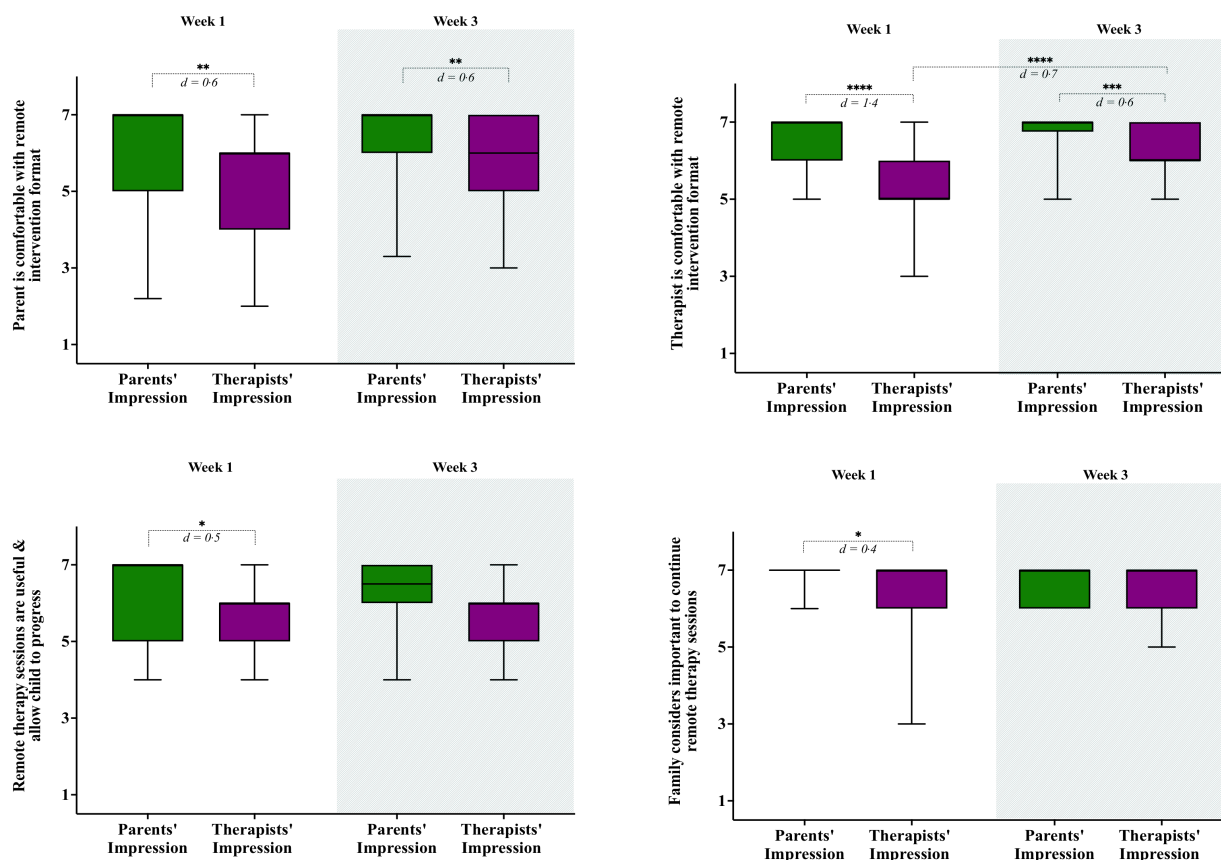 Week 1
Week 3
Parent is comfortable with remote
intervention format
**
d = 0·6
**
d = 0·6
7
5
3
1
Parents'
Impression
Therapists'
Impression
Parents'
Impression
Therapists'
Impression
Week 1
Week 3
Therapist is comfortable with remote
intervention format
****
d = 0·7
****
d = 1·4
***
d = 0·6
7
5
3
1
Parents'
Impression
Therapists'
Impression
Parents'
Impression
Therapists'
Impression
Week 1
Week 3
Remote therapy sessions are useful &
allow child to progress
*
d = 0·5
7
5
3
1
Parents'
Impression
Therapists'
Impression
Parents'
Impression
Therapists'
Impression
Week 1
Week 3
Family considers important to continue
remote therapy sessions
*
d = 0·4
7
5
3
1
Parents'
Impression
Therapists'
Impression
Parents'
Impression
Therapists'
Impression